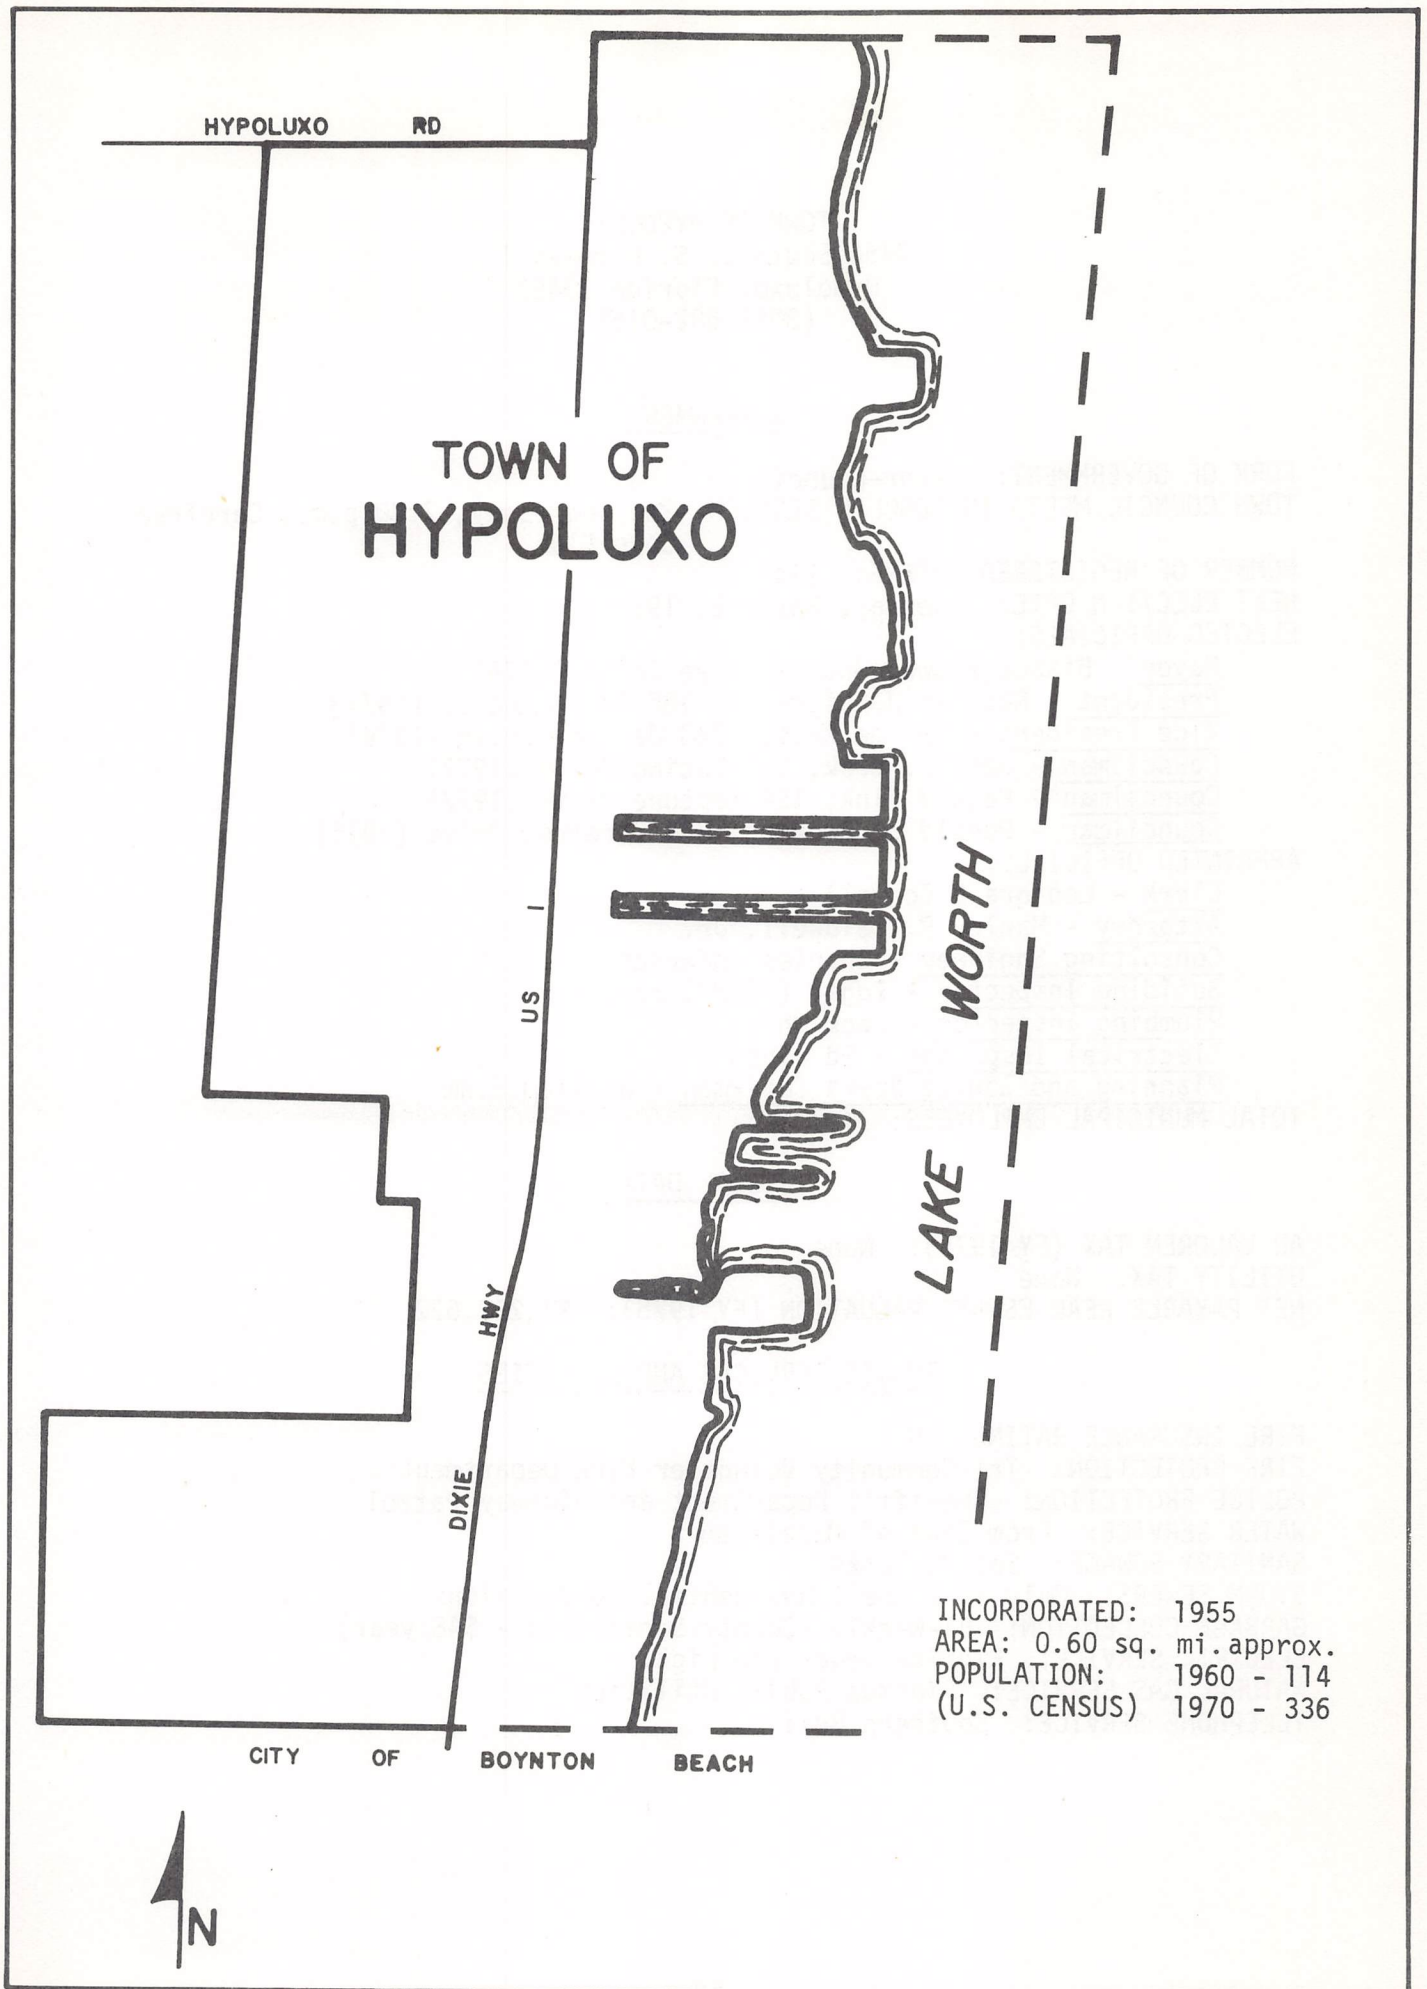 HYPOLUXO RD
TOWN OF
HYPOLUXO
US 1
DIXIE HWY
LAKE WORTH
INCORPORATED: 1955
AREA: 0.60 sq. mi. approx.
POPULATION: 1960 - 114
(U.S. CENSUS) 1970 - 336
CITY OF BOYNTON BEACH
N